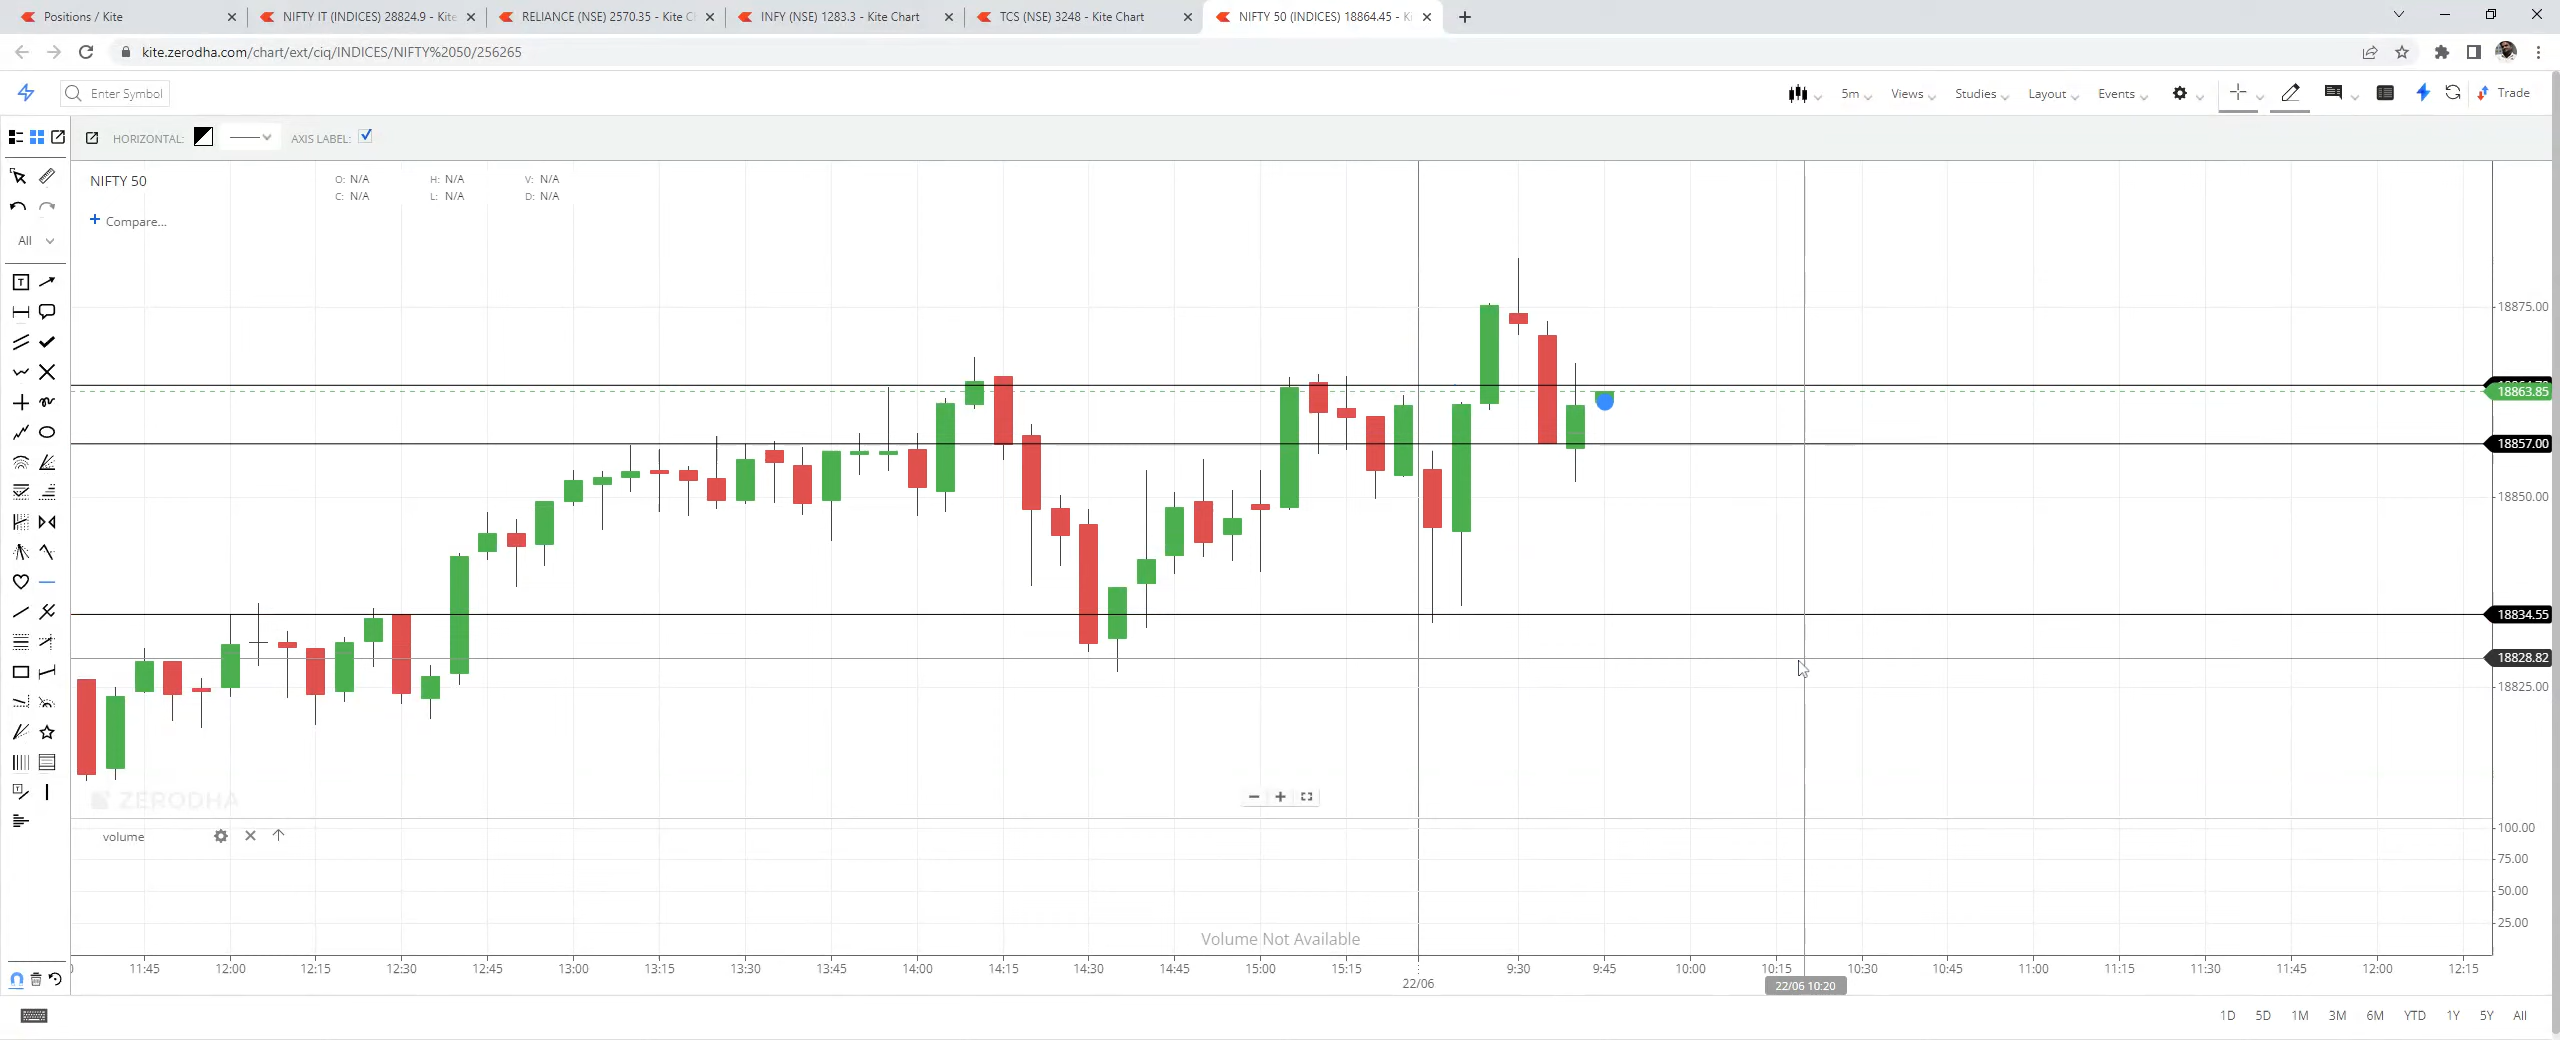 Positions / Kite
NIFTY IT (INDICES) 28824.9 - Kite
RELIANCE (NSE) 2570.35 - Kite C
INFY (NSE) 1283.3 - Kite Chart
TCS (NSE) 3248 - Kite Chart
NIFTY 50 (INDICES) 18864.45 - K
kite.zerodha.com/chart/ext/ciq/INDICES/NIFTY%2050/256265
Enter Symbol
5m
Views
Studies
Layout
Events
Trade
HORIZONTAL:
AXIS LABEL:
NIFTY 50
O: N/A H: N/A V: N/A
C: N/A L: N/A D: N/A
+ Compare...
All
18875.00
18863.85
18857.00
18850.00
18834.55
18828.82
18825.00
ZERODHA
volume
100.00
75.00
50.00
25.00
Volume Not Available
11:45 12:00 12:15 12:30 12:45 13:00 13:15 13:30 13:45 14:00 14:15 14:30 14:45 15:00 15:15 9:30 9:45 10:00 10:15 10:30 10:45 11:00 11:15 11:30 11:45 12:00 12:15
22/06
22/06 10:20
1D 5D 1M 3M 6M YTD 1Y 5Y All